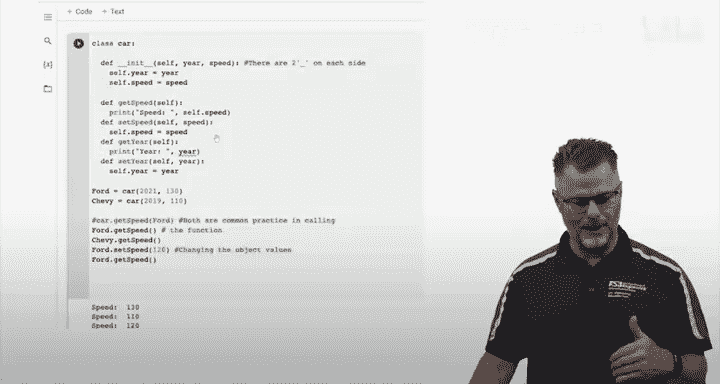 + Code + Text
{x}
class car:
def __init__(self, year, speed): #There are 2'_' on each side
self.year = year
self.speed = speed
def getSpeed(self):
print("Speed: ", self.speed)
def setSpeed(self, speed):
self.speed = speed
def getYear(self):
print("Year: ", year)
def setYear(self, year):
self.year = year
Ford = car(2021, 130)
Chevy = car(2019, 110)
#car.getSpeed(Ford) #Both are common practice in calling
Ford.getSpeed() # the function
Chevy.getSpeed()
Ford.setSpeed(120) #Changing the object values
Ford.getSpeed()
Speed: 130
Speed: 110
Speed: 120